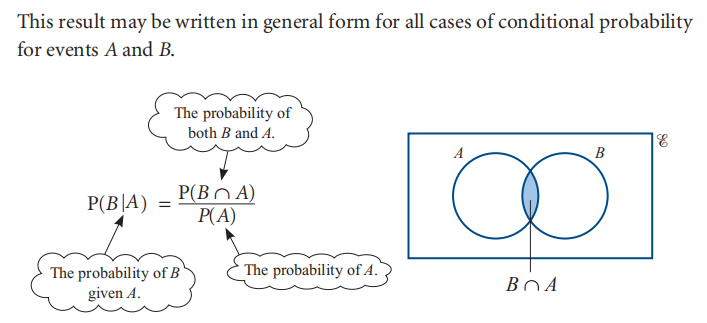 This result may be written in general form for all cases of conditional probability
for events A and B.
The probability of
both B and A.
P(B|A) = P(B ∩ A)
P(A)
The probability of B
given A.
The probability of A.
A
B
ℰ
B ∩ A